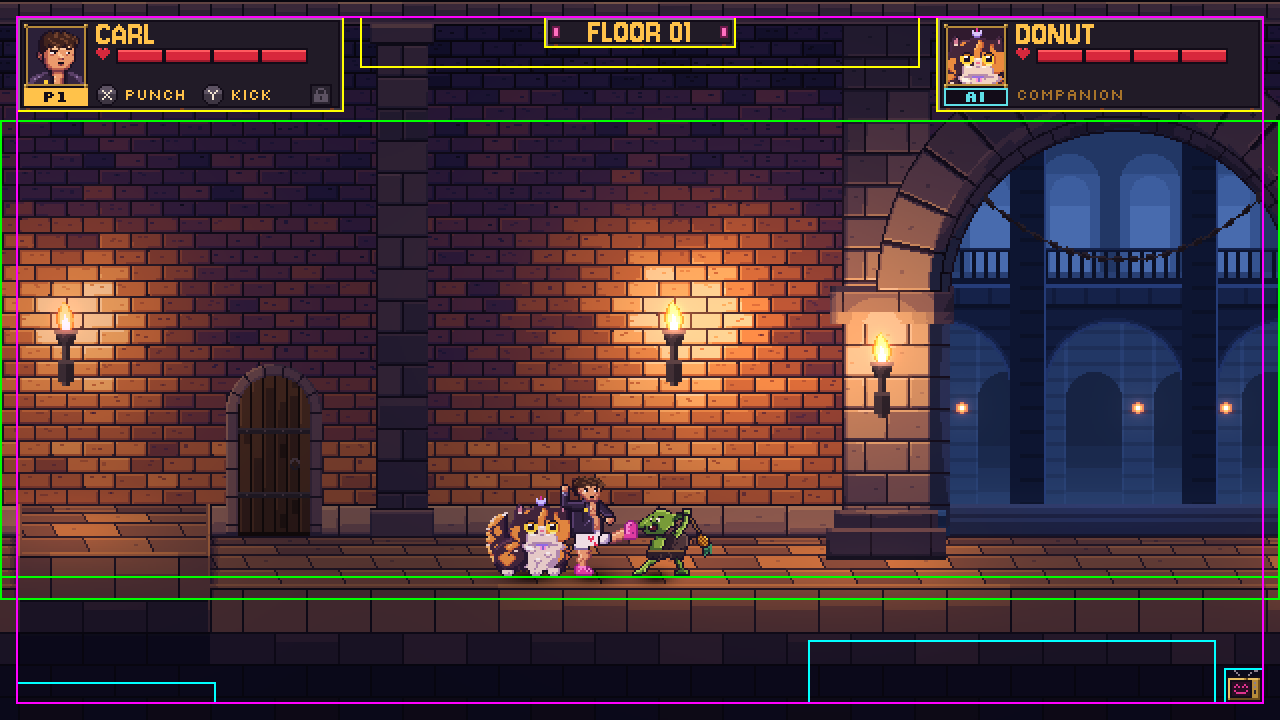 CARL
P1
X PUNCH Y KICK
FLOOR 01
DONUT
AI
COMPANION